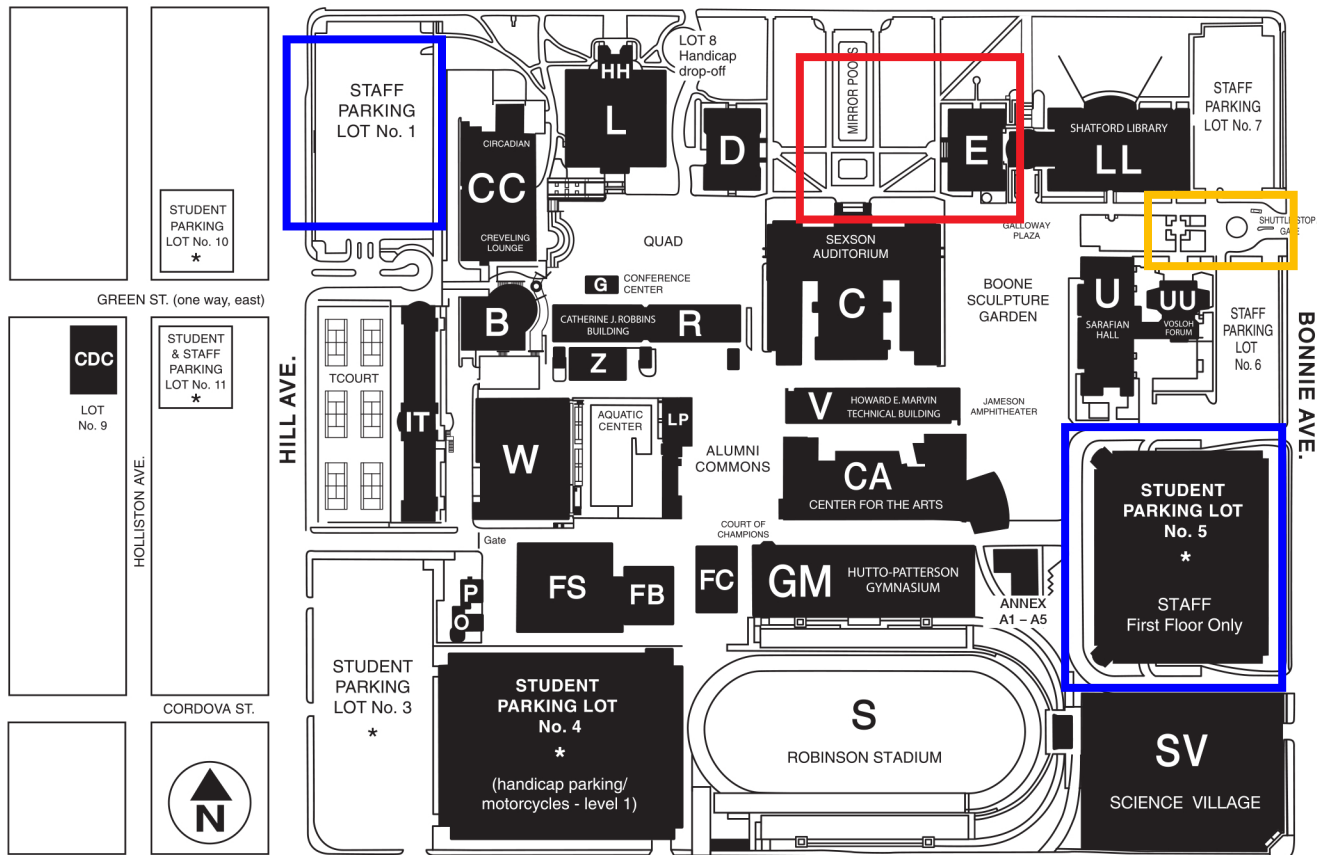 LOT 8
Handicap
drop-off
HH
L
MIRROR POOLS
STAFF
PARKING
LOT No. 1
CIRCADIAN
CC
CREVELING
LOUNGE
D
E
SHATFORD LIBRARY
LL
STAFF
PARKING
LOT No. 7
STUDENT
PARKING
LOT No. 10
*
QUAD
SEXSON
AUDITORIUM
C
GALLOWAY
PLAZA
SHUTTLE STOP
GATE
GREEN ST. (one way, east)
G
CONFERENCE
CENTER
BOONE
SCULPTURE
GARDEN
U
SARAFIAN
HALL
UU
VOSLOH
FORUM
STAFF
PARKING
LOT
No. 6
BONNIE AVE.
CDC
LOT
No. 9
STUDENT
& STAFF
PARKING
LOT No. 11
*
HILL AVE.
TCOURT
IT
B
CATHERINE J. ROBBINS
BUILDING
R
Z
HOLLISTON AVE.
W
AQUATIC
CENTER
LP
ALUMNI
COMMONS
V
HOWARD E. MARVIN
TECHNICAL BUILDING
JAMESON
AMPHITHEATER
CA
CENTER FOR THE ARTS
STUDENT
PARKING LOT
No. 5
*
STAFF
First Floor Only
Gate
COURT OF
CHAMPIONS
P
O
FS
FB
FC
GM
HUTTO-PATTERSON
GYMNASIUM
ANNEX
A1 – A5
STUDENT
PARKING
LOT No. 3
*
STUDENT
PARKING LOT
No. 4
*
(handicap parking/
motorcycles - level 1)
S
ROBINSON STADIUM
SV
SCIENCE VILLAGE
CORDOVA ST.
N